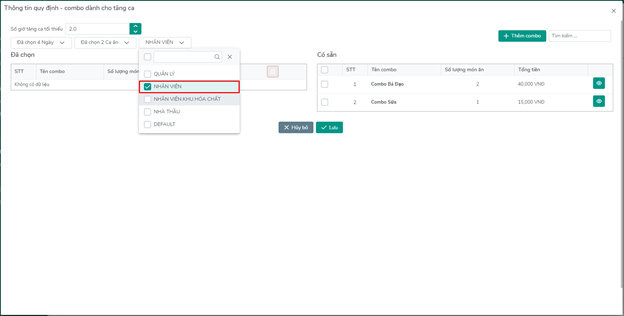 Thông tin quy định - combo dành cho tăng ca
Số giờ tăng ca tối thiểu 2.0
Thêm combo Tìm kiếm ...
Đã chọn 4 Ngày Đã chọn 2 Ca ăn NHÂN VIÊN
Đã chọn
STT Tên combo Số lượng món
Không có dữ liệu
QUẢN LÝ
NHÂN VIÊN
NHÂN VIÊN KHU HÓA CHẤT
NHÀ THẦU
DEFAULT
Có sẵn
STT Tên combo Số lượng món ăn Tổng tiền
1 Combo Đủ Đạo 2 40,000 VNĐ
2 Combo Sữa 1 15,000 VNĐ
Hủy bỏ Lưu